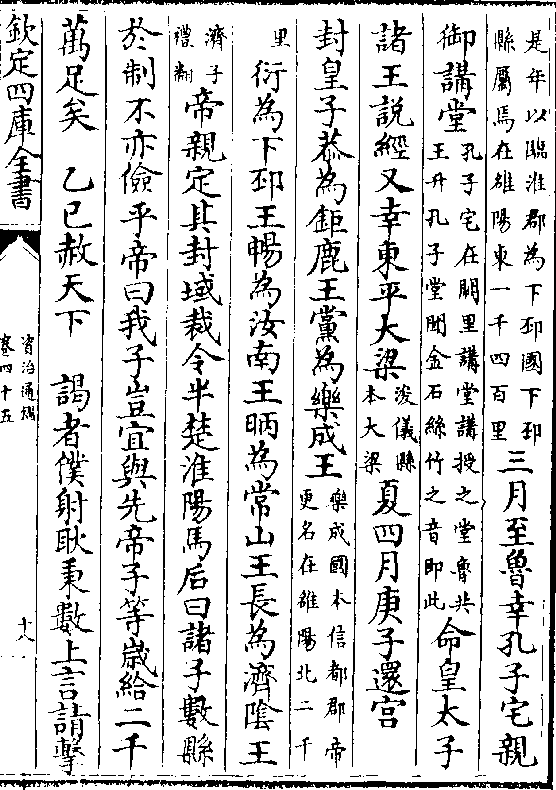 是年以臨淮郡為下邳國下邳
縣屬焉在雒陽東一千四百里
三月至魯幸孔子宅親
御講堂
孔子宅在闕里講堂講授之堂魯共
王升孔子堂聞金石絲竹之音即此
命皇太子
諸王說經又幸東平大梁
浚儀縣
本大梁
夏四月庚子還宫
封皇子恭為鉅鹿王黨為樂成王
樂成國本信都郡帝
更名在雒陽北二千
里
衍為下邳王暢為汝南王昞為常山王長為濟隂王
濟子
禮翻
帝親定其封域裁令半楚淮陽馬后曰諸子數縣
於制不亦儉乎帝曰我子豈宜與先帝子等歲給二千
萬足矣 乙巳赦天下 謁者僕射耿秉數上言請擊
欽定四庫全書
資治通鑑
卷四十五
十八